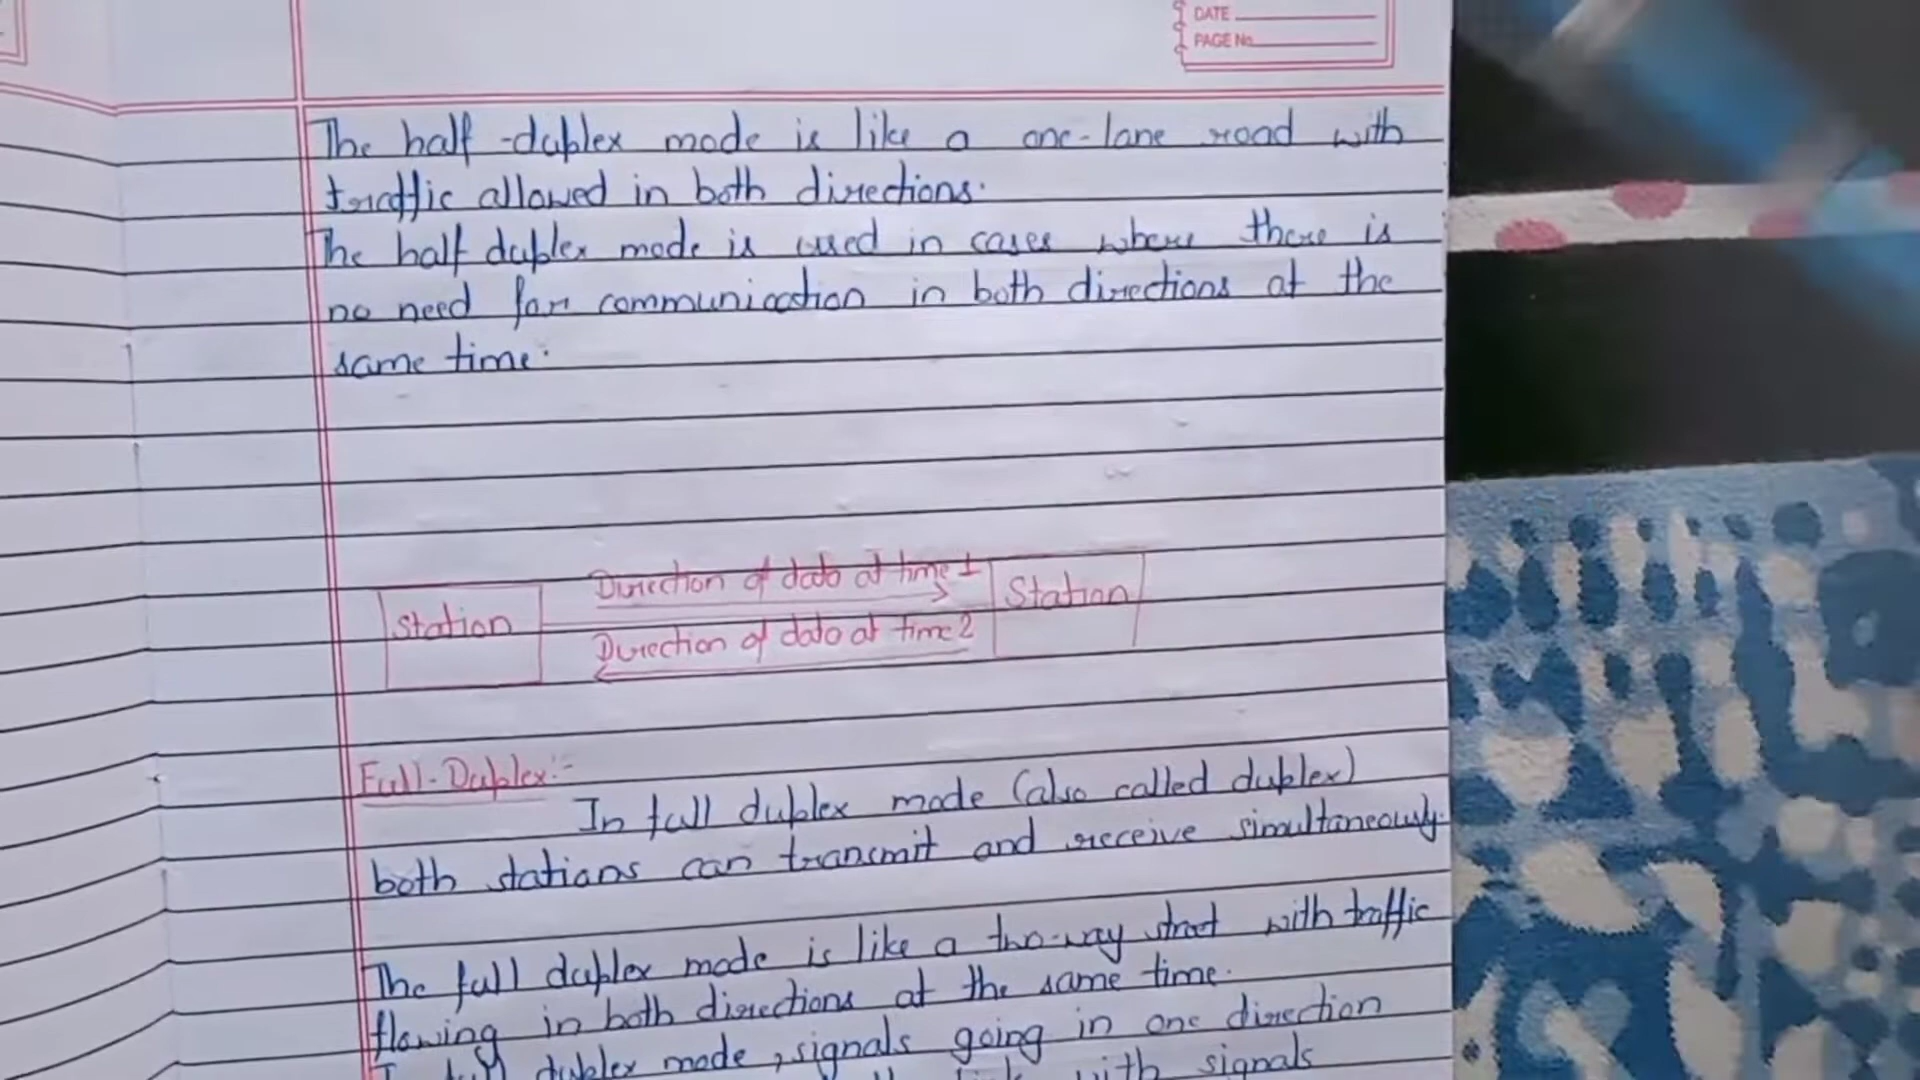 DATE
PAGE No.
The half-duplex mode is like a one-lane road with
traffic allowed in both directions.
The half duplex mode is used in cases where there is
no need for communication in both directions at the
same time.
Station
Direction of data at time 1
Direction of data at time 2
Station
Full-Duplex:-
In full duplex mode (also called duplex)
both stations can transmit and receive simultaneously.
The full duplex mode is like a two-way street with traffic
flowing in both directions at the same time.
duplex mode, signals going in one direction
with signals